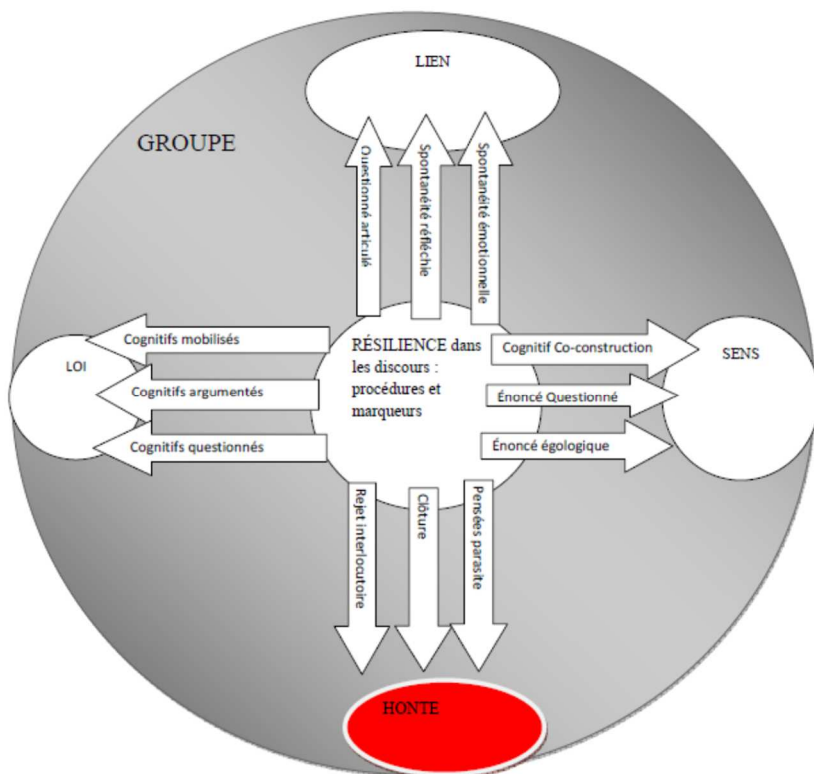 LIEN
GROUPE
Questionné articulé
Spontanéité réfléchie
Spontanéité émotionnelle
Cognitifs mobilisés
LOI
Cognitifs argumentés
Cognitifs questionnés
RÉSILIENCE dans
les discours :
procédures et
marqueurs
Cognitif Co-construction
SENS
Énoncé Questionné
Énoncé égologique
Rejet interlocutoire
Clôture
Pensées parasite
HONTE